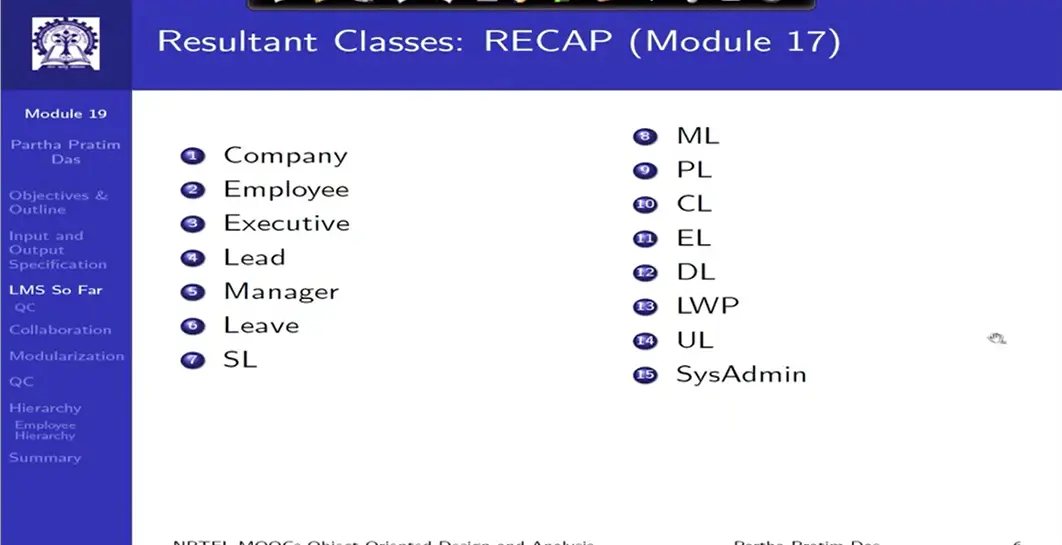 Resultant Classes: RECAP (Module 17)
Module 19
Partha Pratim
Das
Objectives &
Outline
Input and
Output
Specification
LMS So Far
QC
Collaboration
Modularization
QC
Hierarchy
Employee
Hierarchy
Summary
1 Company
2 Employee
3 Executive
4 Lead
5 Manager
6 Leave
7 SL
8 ML
9 PL
10 CL
11 EL
12 DL
13 LWP
14 UL
15 SysAdmin
NPTEL MOOCs Object Oriented Design and Analysis
Partha Pratim Das
6